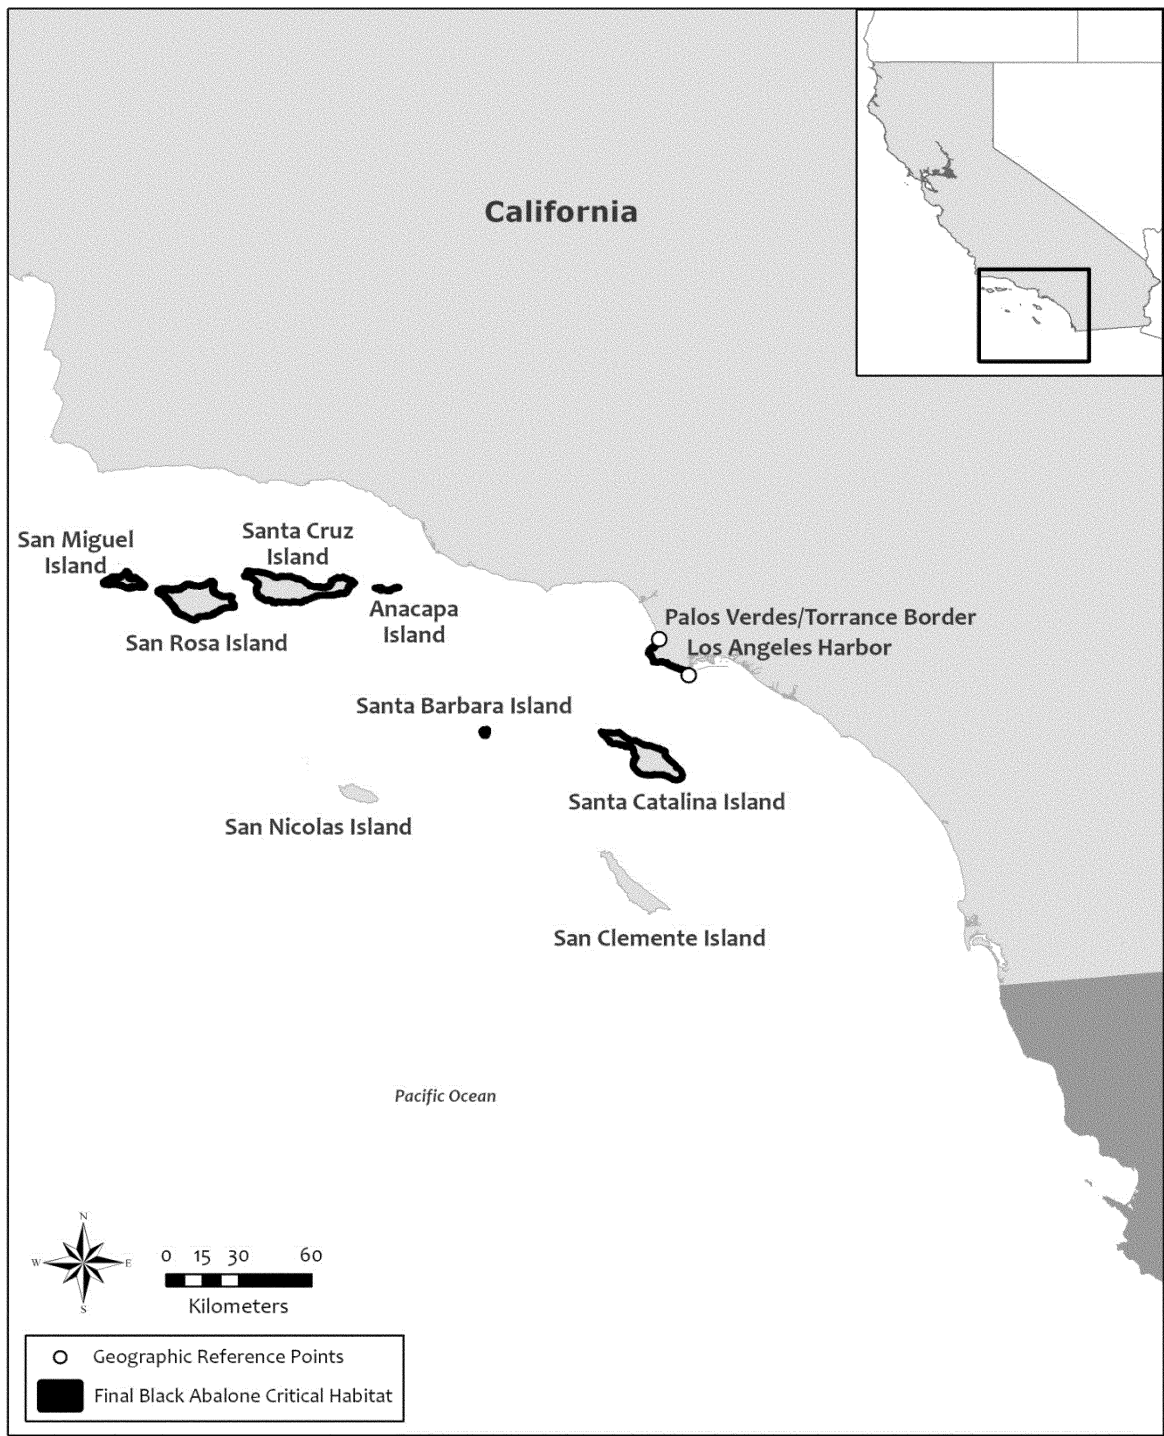 California
San Miguel
Island
Santa Cruz
Island
San Rosa Island
Anacapa
Island
Palos Verdes/Torrance Border
Los Angeles Harbor
Santa Barbara Island
Santa Catalina Island
San Nicolas Island
San Clemente Island
Pacific Ocean
N
W
E
S
0 15 30 60
Kilometers
Geographic Reference Points
Final Black Abalone Critical Habitat